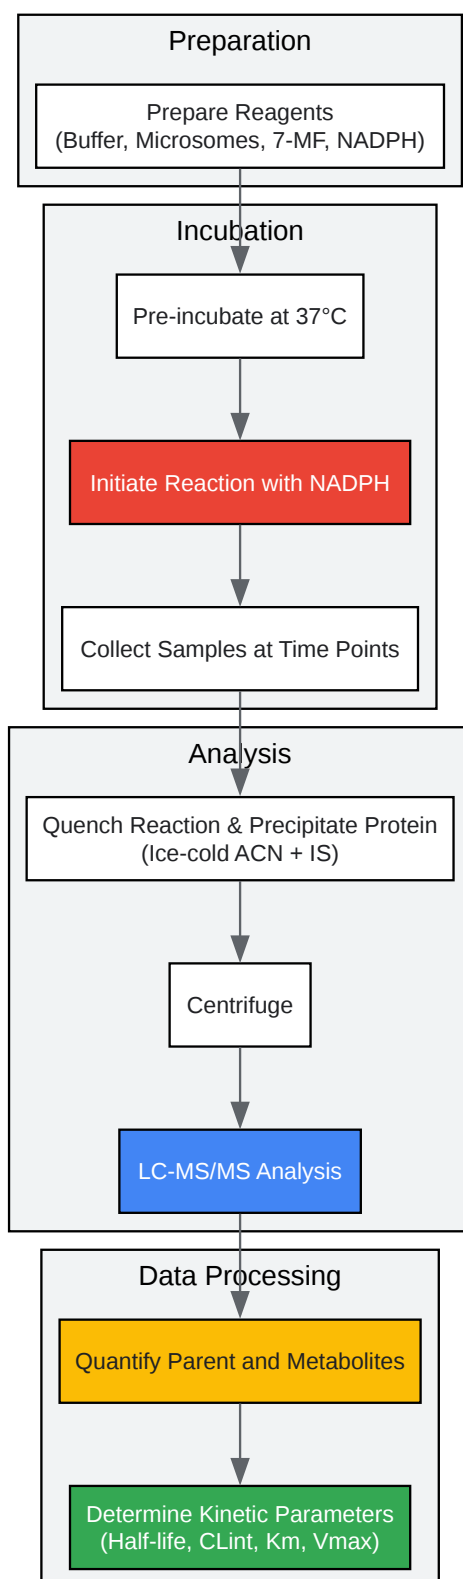 Preparation
Prepare Reagents
(Buffer, Microsomes, 7-MF, NADPH)
Incubation
Pre-incubate at 37°C
Initiate Reaction with NADPH
Collect Samples at Time Points
Analysis
Quench Reaction & Precipitate Protein
(Ice-cold ACN + IS)
Centrifuge
LC-MS/MS Analysis
Data Processing
Quantify Parent and Metabolites
Determine Kinetic Parameters
(Half-life, CLint, Km, Vmax)